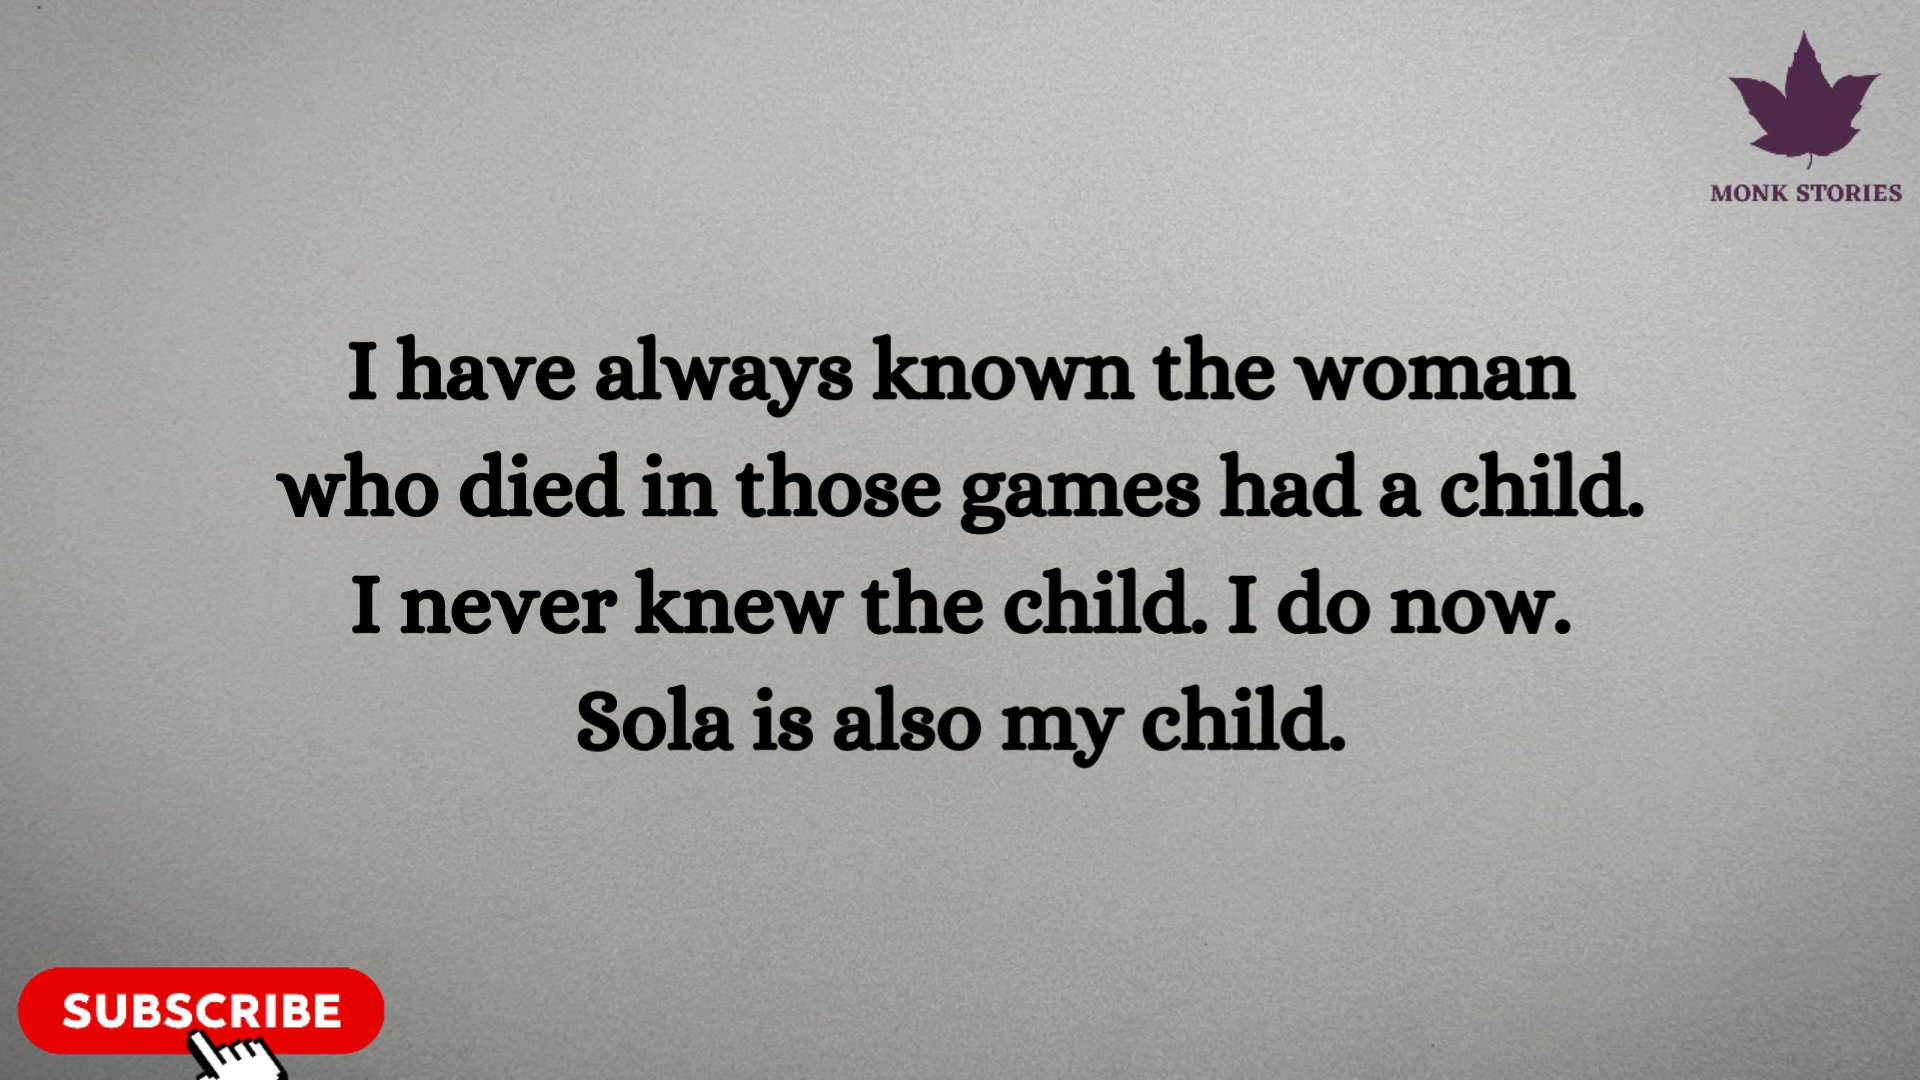 MONK STORIES
I have always known the woman
who died in those games had a child.
I never knew the child. I do now.
Sola is also my child.
SUBSCRIBE